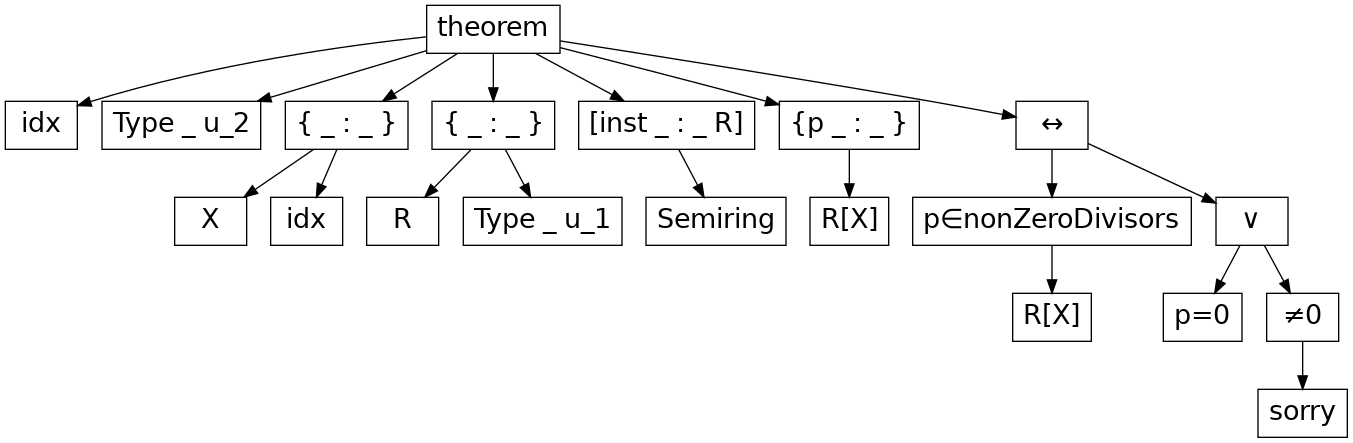 theorem
idx
Type _ u_2
{ _ : _ }
{ _ : _ }
[inst _ : _ R]
{p _ : _ }
↔
X
idx
R
Type _ u_1
Semiring
R[X]
p∈nonZeroDivisors
∨
R[X]
p=0
≠0
sorry